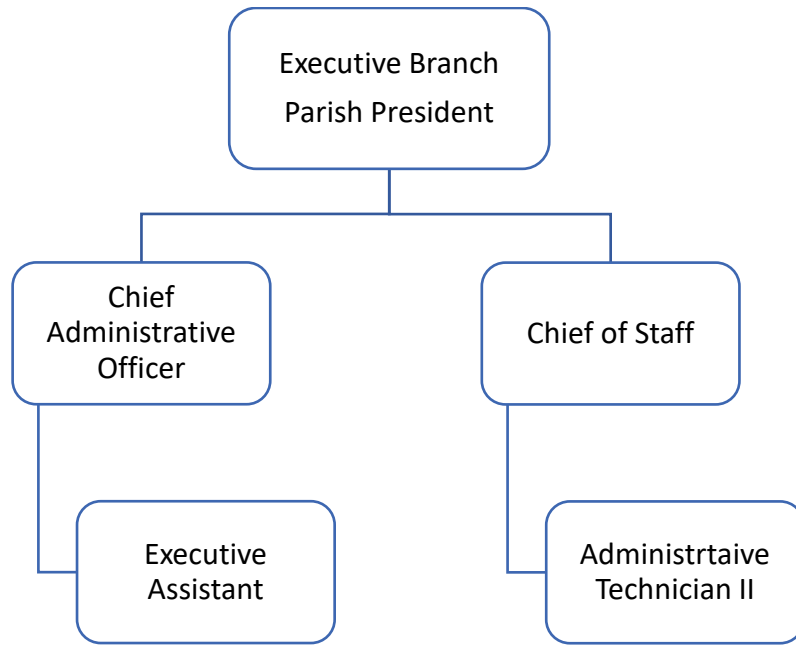 Executive Branch
Parish President
Chief
Administrative
Officer
Chief of Staff
Executive
Assistant
Administrtaive
Technician II